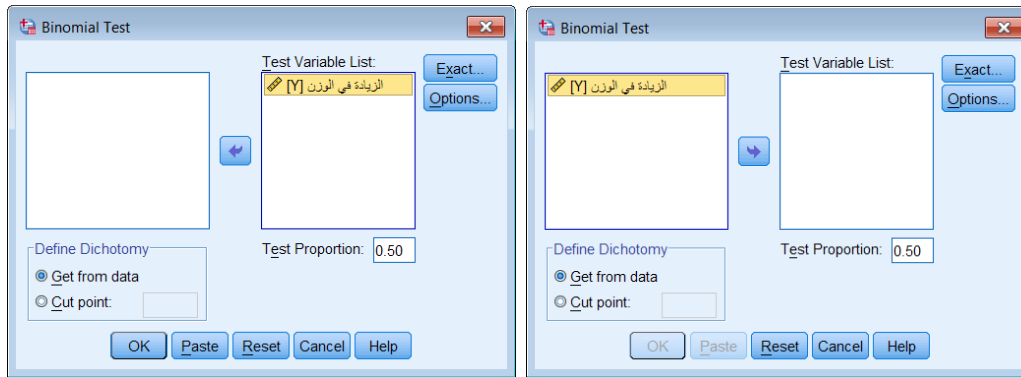 Binomial Test
Test Variable List:
الزيادة في الوزن [Y]
Exact...
Options...
Define Dichotomy
Get from data
Cut point:
Test Proportion: 0.50
OK Paste Reset Cancel Help
Binomial Test
الزيادة في الوزن [Y]
Test Variable List:
Exact...
Options...
Define Dichotomy
Get from data
Cut point:
Test Proportion: 0.50
OK Paste Reset Cancel Help